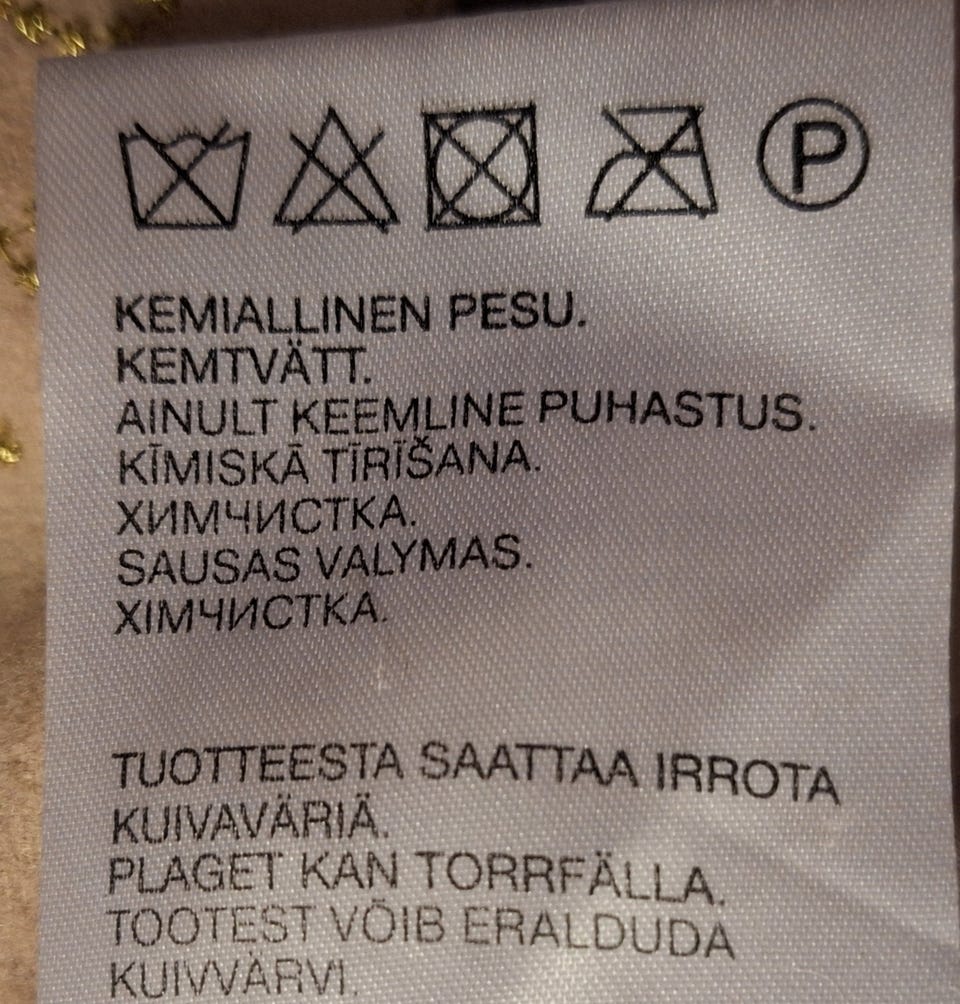 P
KEMIALLINEN PESU.
KEMTVÄTT.
AINULT KEEMLINE PUHASTUS.
KĪMISKĀ TĪRĪŠANA.
ХИМЧИСТКА.
SAUSAS VALYMAS.
ХІМЧИСТКА.
TUOTTEESTA SAATTAA IRROTA
KUIVAVÄRIÄ.
PLAGET KAN TORRFÄLLA.
TOOTEST VÕIB ERALDUDA
KUIVVÄRVI.